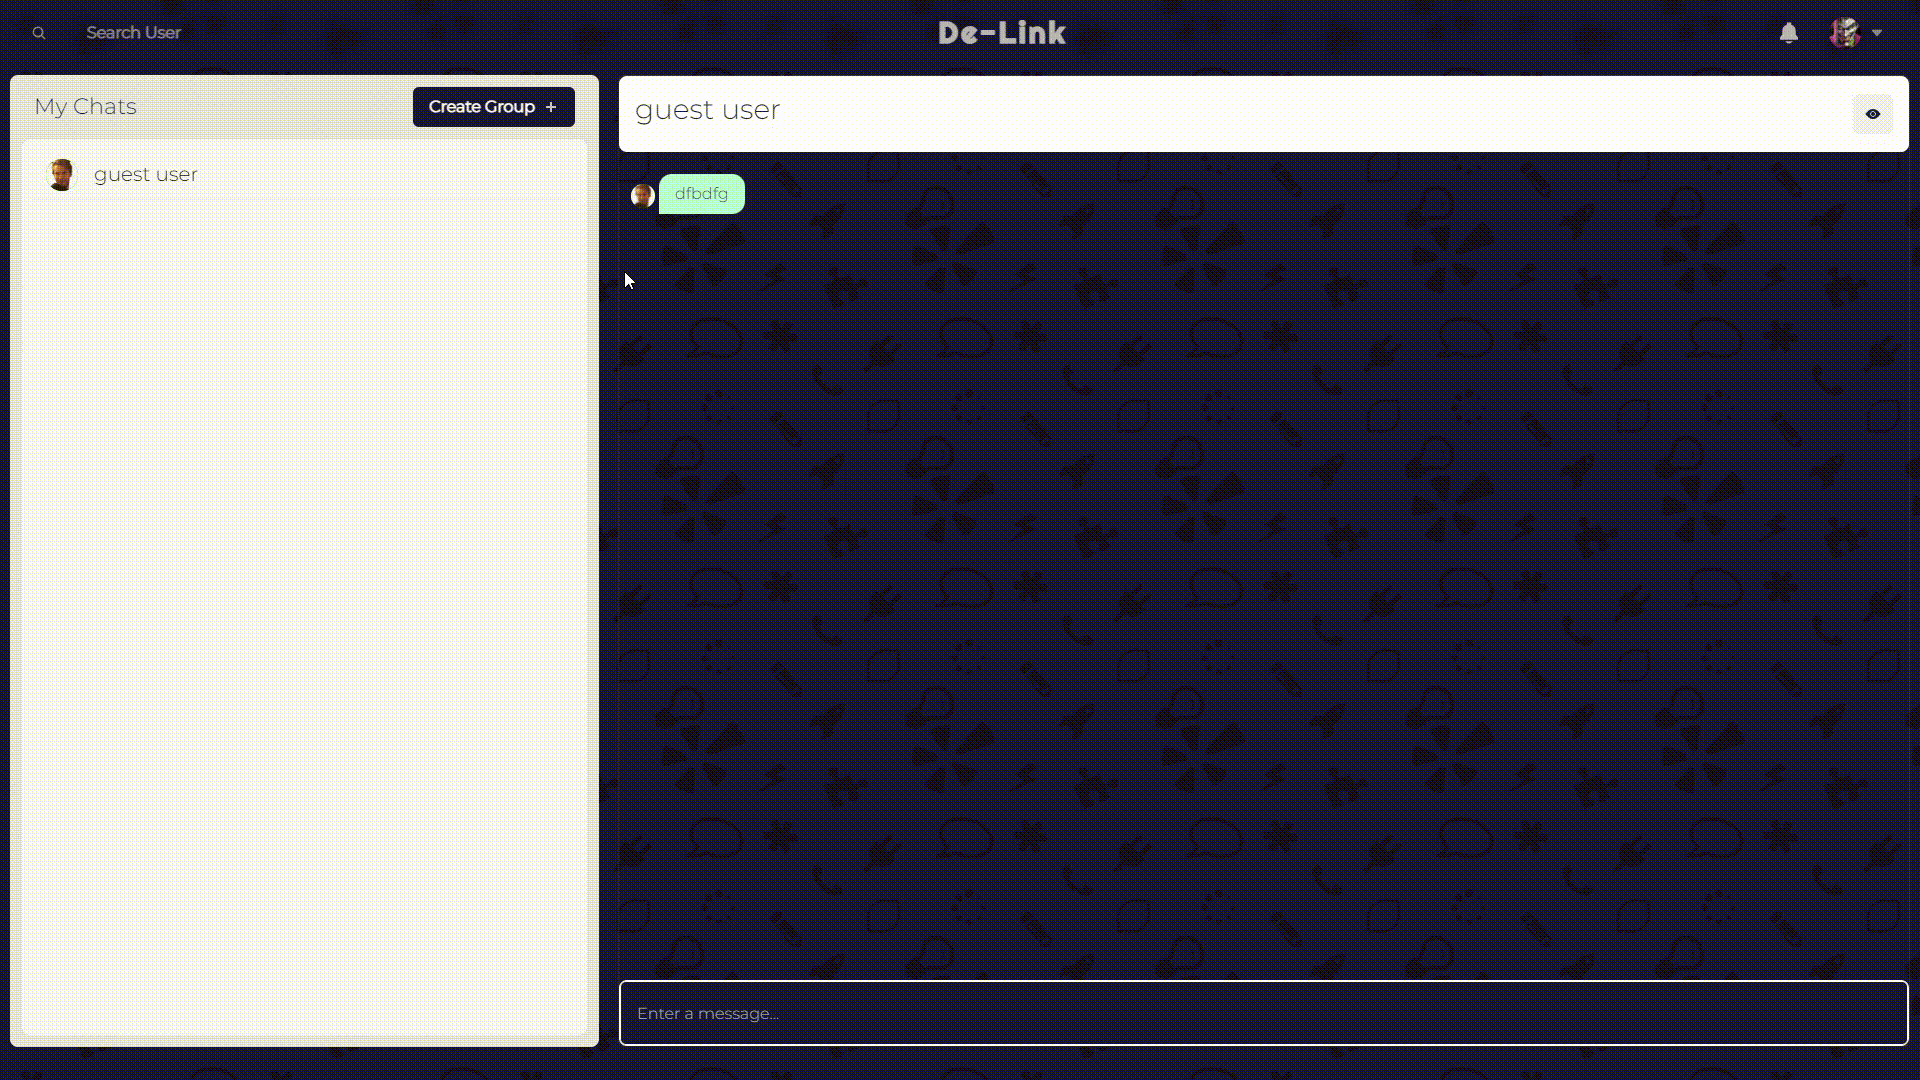 Search User
De-Link
My Chats
Create Group +
guest user
guest user
dfbdfg
Enter a message...